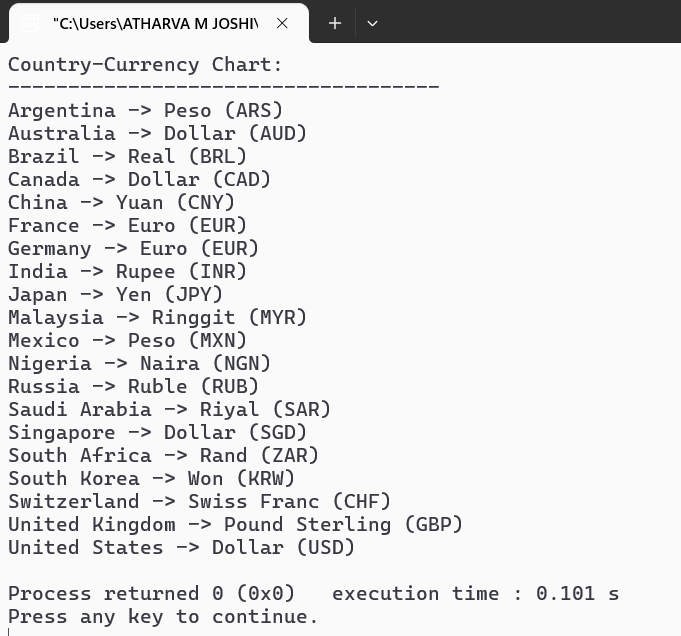 "C:\Users\ATHARVA M JOSHI\
Country-Currency Chart:
------------------------------------
Argentina -> Peso (ARS)
Australia -> Dollar (AUD)
Brazil -> Real (BRL)
Canada -> Dollar (CAD)
China -> Yuan (CNY)
France -> Euro (EUR)
Germany -> Euro (EUR)
India -> Rupee (INR)
Japan -> Yen (JPY)
Malaysia -> Ringgit (MYR)
Mexico -> Peso (MXN)
Nigeria -> Naira (NGN)
Russia -> Ruble (RUB)
Saudi Arabia -> Riyal (SAR)
Singapore -> Dollar (SGD)
South Africa -> Rand (ZAR)
South Korea -> Won (KRW)
Switzerland -> Swiss Franc (CHF)
United Kingdom -> Pound Sterling (GBP)
United States -> Dollar (USD)
Process returned 0 (0x0)   execution time : 0.101 s
Press any key to continue.